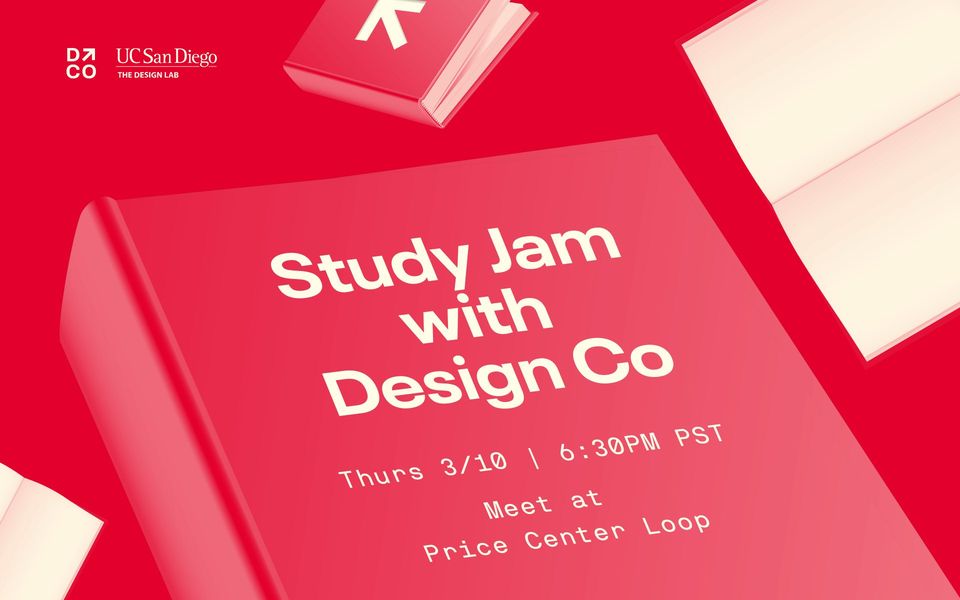 D↗
CO
UC San Diego
THE DESIGN LAB
Study Jam
with
Design Co
Thurs 3/10 | 6:30PM PST
Meet at
Price Center Loop